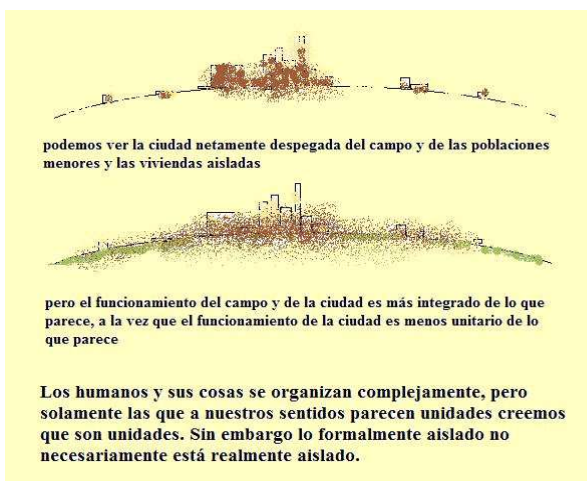 podemos ver la ciudad netamente despegada del campo y de las poblaciones
menores y las viviendas aisladas
pero el funcionamiento del campo y de la ciudad es más integrado de lo que
parece, a la vez que el funcionamiento de la ciudad es menos unitario de lo
que parece
Los humanos y sus cosas se organizan complejamente, pero
solamente las que a nuestros sentidos parecen unidades creemos
que son unidades. Sin embargo lo formalmente aislado no
necesariamente está realmente aislado.